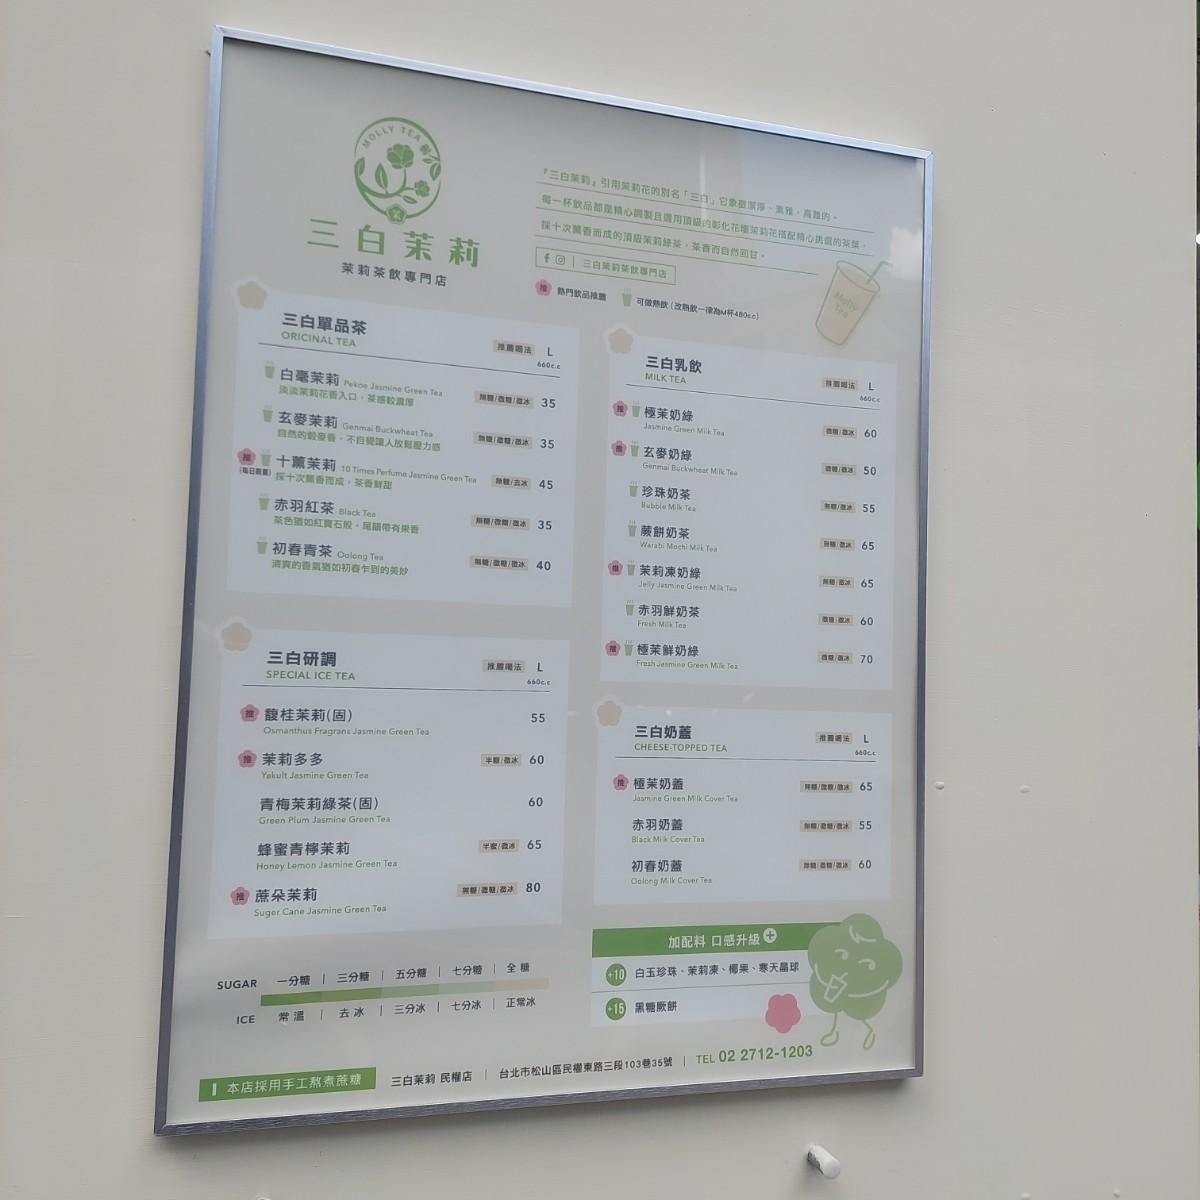 MOLLY TEA
三白茉莉
茉莉茶飲專門店
『三白茉莉』引用茉莉花的別名「三白」它象徵潔淨、素雅，高雅的。
每一杯飲品都是精心調製且選用頂級的彰化花壇茉莉花搭配精心挑選的茶葉，
採十次薰香而成的頂級茉莉綠茶，茶香而自然回甘。
三白茉莉茶飲專門店
推 熱門飲品推薦 可做熱飲 (改熱飲一律為M杯480c.c)
Molly Tea
三白單品茶
ORICINAL TEA
推薦喝法 L
660c.c
白毫茉莉 Pekoe Jasmine Green Tea 無糖/微糖/微冰 35
淡淡茉莉花香入口，茶感較濃厚
玄麥茉莉 Genmai Buckwheat Tea 無糖/微糖/微冰 35
自然的穀麥香，不自覺讓人放鬆壓力感
推 十薰茉莉 10 Times Perfume Jasmine Green Tea 無糖/去冰 45
(每日限量) 採十次薰香而成，茶香鮮甜
赤羽紅茶 Black Tea 無糖/微糖/微冰 35
茶色猶如紅寶石般，尾韻帶有果香
初春青茶 Oolong Tea 無糖/微糖/微冰 40
清爽的香氣猶如初春乍到的美妙
三白研調
SPECIAL ICE TEA
推薦喝法 L
660c.c
推 馥桂茉莉(固) 55
Osmanthus Fragrans Jasmine Green Tea
推 茉莉多多 半糖/微冰 60
Yakult Jasmine Green Tea
青梅茉莉綠茶(固) 60
Green Plum Jasmine Green Tea
蜂蜜青檸茉莉 半蜜/微冰 65
Honey Lemon Jasmine Green Tea
推 蔗朵茉莉 無糖/微糖/微冰 80
Suger Cane Jasmine Green Tea
三白乳飲
MILK TEA
推薦喝法 L
660c.c
推 極茉奶綠 微糖/微冰 60
Jasmine Green Milk Tea
推 玄麥奶綠 微糖/微冰 50
Genmai Buckwheat Milk Tea
珍珠奶茶 無糖/微冰 55
Bubble Milk Tea
蕨餅奶茶 無糖/微冰 65
Warabi Mochi Milk Tea
推 茉莉凍奶綠 無糖/微冰 65
Jelly Jasmine Green Milk Tea
赤羽鮮奶茶 微糖/微冰 60
Fresh Milk Tea
推 極茉鮮奶綠 微糖/微冰 70
Fresh Jasmine Green Milk Tea
三白奶蓋
CHEESE-TOPPED TEA
推薦喝法 L
660c.c
推 極茉奶蓋 無糖/微糖/微冰 65
Jasmine Green Milk Cover Tea
赤羽奶蓋 無糖/微糖/微冰 55
Black Milk Cover Tea
初春奶蓋 無糖/微糖/微冰 60
Oolong Milk Cover Tea
加配料 口感升級+
+10 白玉珍珠、茉莉凍、椰果、寒天晶球
+15 黑糖厥餅
SUGAR 一分糖 | 三分糖 | 五分糖 | 七分糖 | 全 糖
ICE 常 溫 | 去 冰 | 三分冰 | 七分冰 | 正常冰
本店採用手工熬煮蔗糖
三白茉莉 民權店 | 台北市松山區民權東路三段103巷35號 | TEL 02 2712-1203